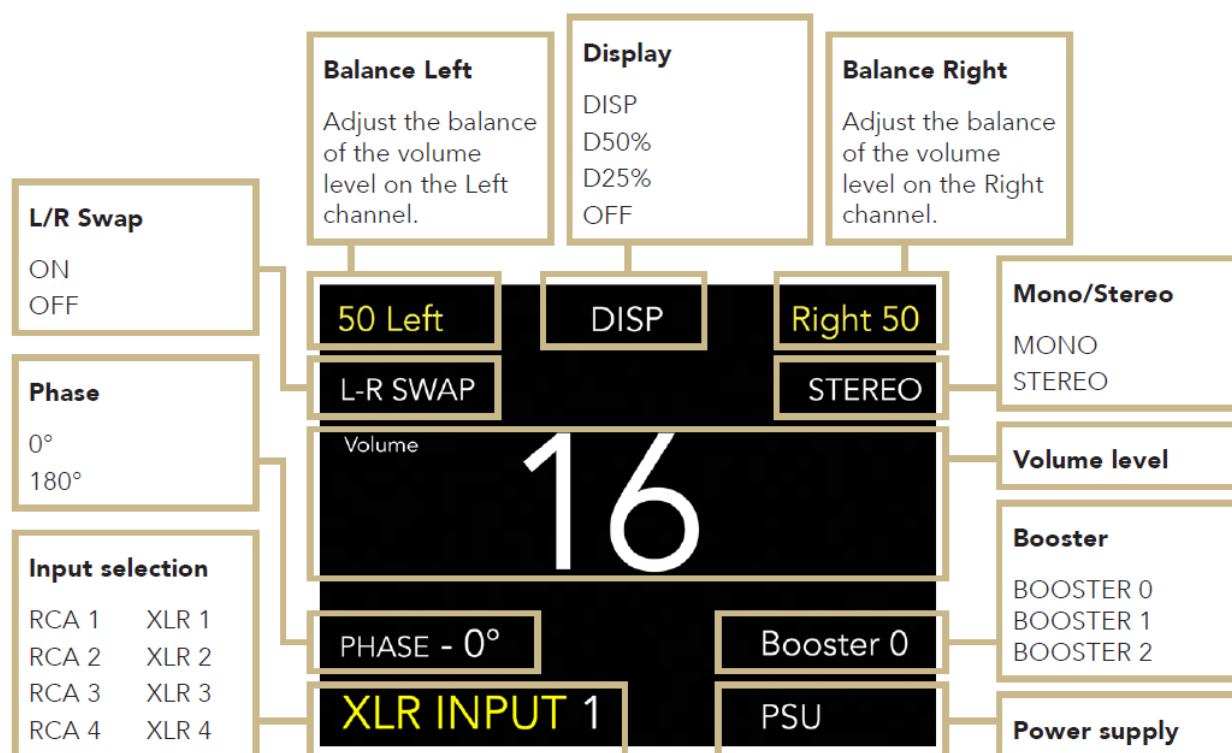 Balance Left
Adjust the balance
of the volume
level on the Left
channel.
Display
DISP
D50%
D25%
OFF
Balance Right
Adjust the balance
of the volume
level on the Right
channel.
L/R Swap
ON
OFF
Phase
0°
180°
Input selection
RCA 1 XLR 1
RCA 2 XLR 2
RCA 3 XLR 3
RCA 4 XLR 4
50 Left DISP Right 50
L-R SWAP STEREO
Volume
16
PHASE - 0° Booster 0
XLR INPUT 1 PSU
Mono/Stereo
MONO
STEREO
Volume level
Booster
BOOSTER 0
BOOSTER 1
BOOSTER 2
Power supply